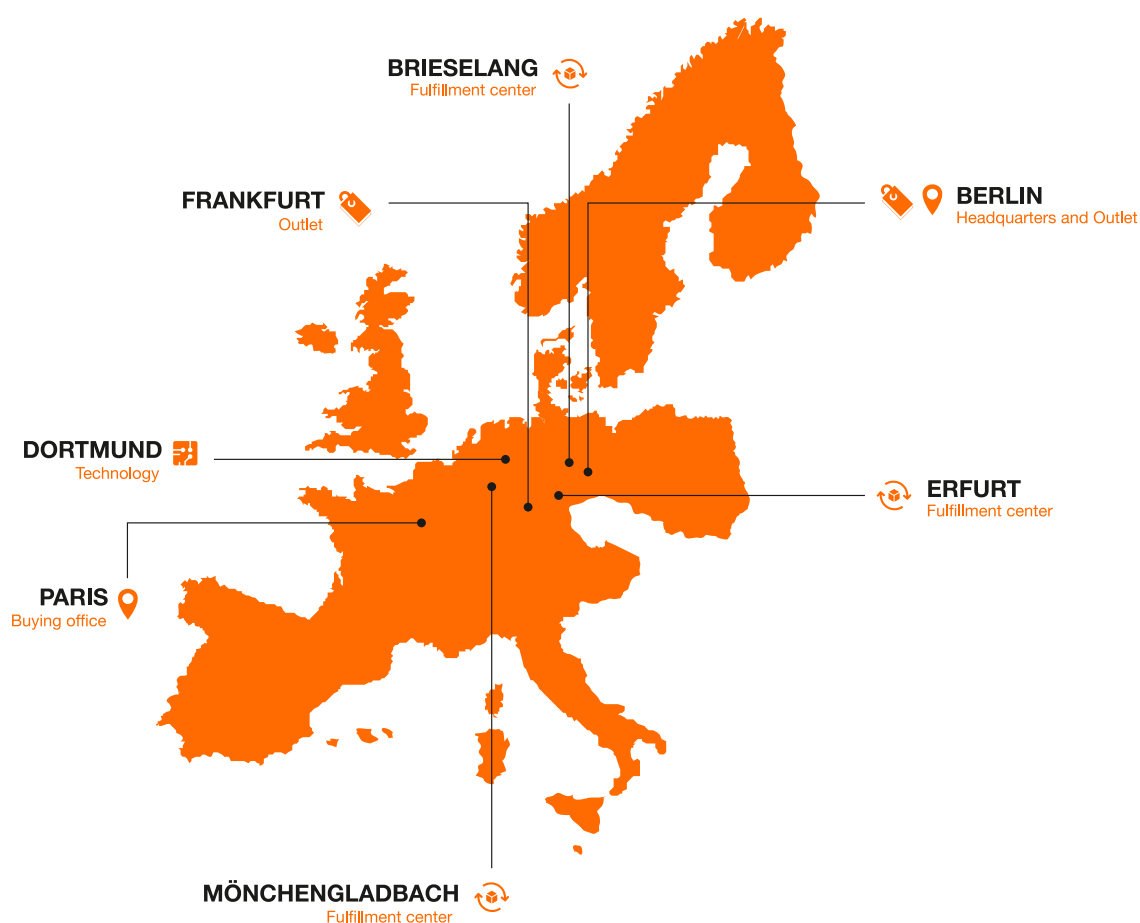 BRIESELANG
Fulfillment center
FRANKFURT
Outlet
BERLIN
Headquarters and Outlet
DORTMUND
Technology
ERFURT
Fulfillment center
PARIS
Buying office
MÖNCHENGLADBACH
Fulfillment center